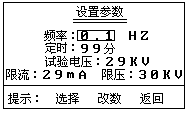 设置参数
频率：0.1 HZ
定时：99分
试验电压：29KV
限流：29mA 限压：30KV
提示： 选择 改数 返回